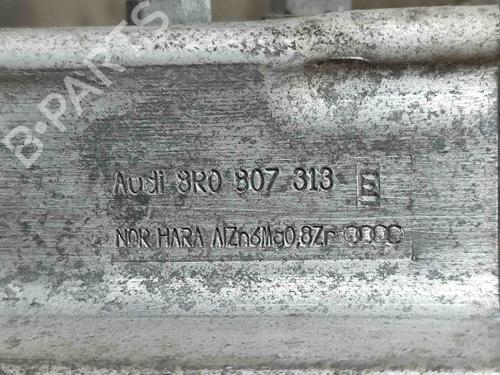 B-PARTS
Audi 8R0 807 313 E
NOR HARA AlZn6Mg0,8Zr